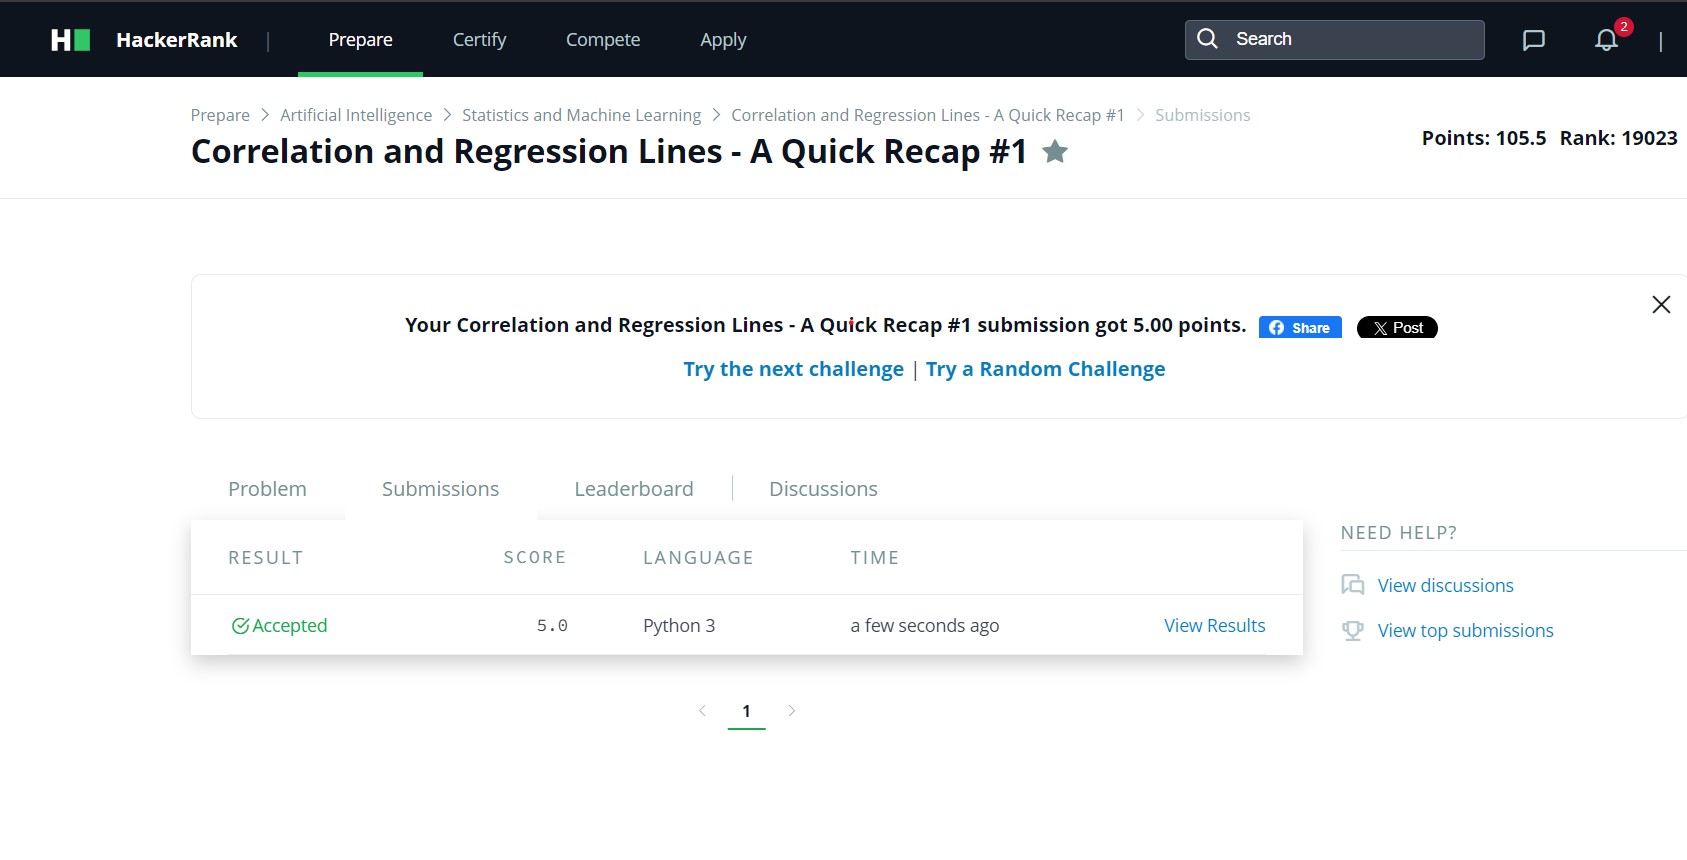 H HackerRank | Prepare Certify Compete Apply Search 2 |
Prepare > Artificial Intelligence > Statistics and Machine Learning > Correlation and Regression Lines - A Quick Recap #1 > Submissions
Correlation and Regression Lines - A Quick Recap #1
Points: 105.5 Rank: 19023
Your Correlation and Regression Lines - A Quick Recap #1 submission got 5.00 points. Share Post
Try the next challenge | Try a Random Challenge
Problem Submissions Leaderboard Discussions
RESULT SCORE LANGUAGE TIME
Accepted 5.0 Python 3 a few seconds ago View Results
< 1 >
NEED HELP?
View discussions
View top submissions